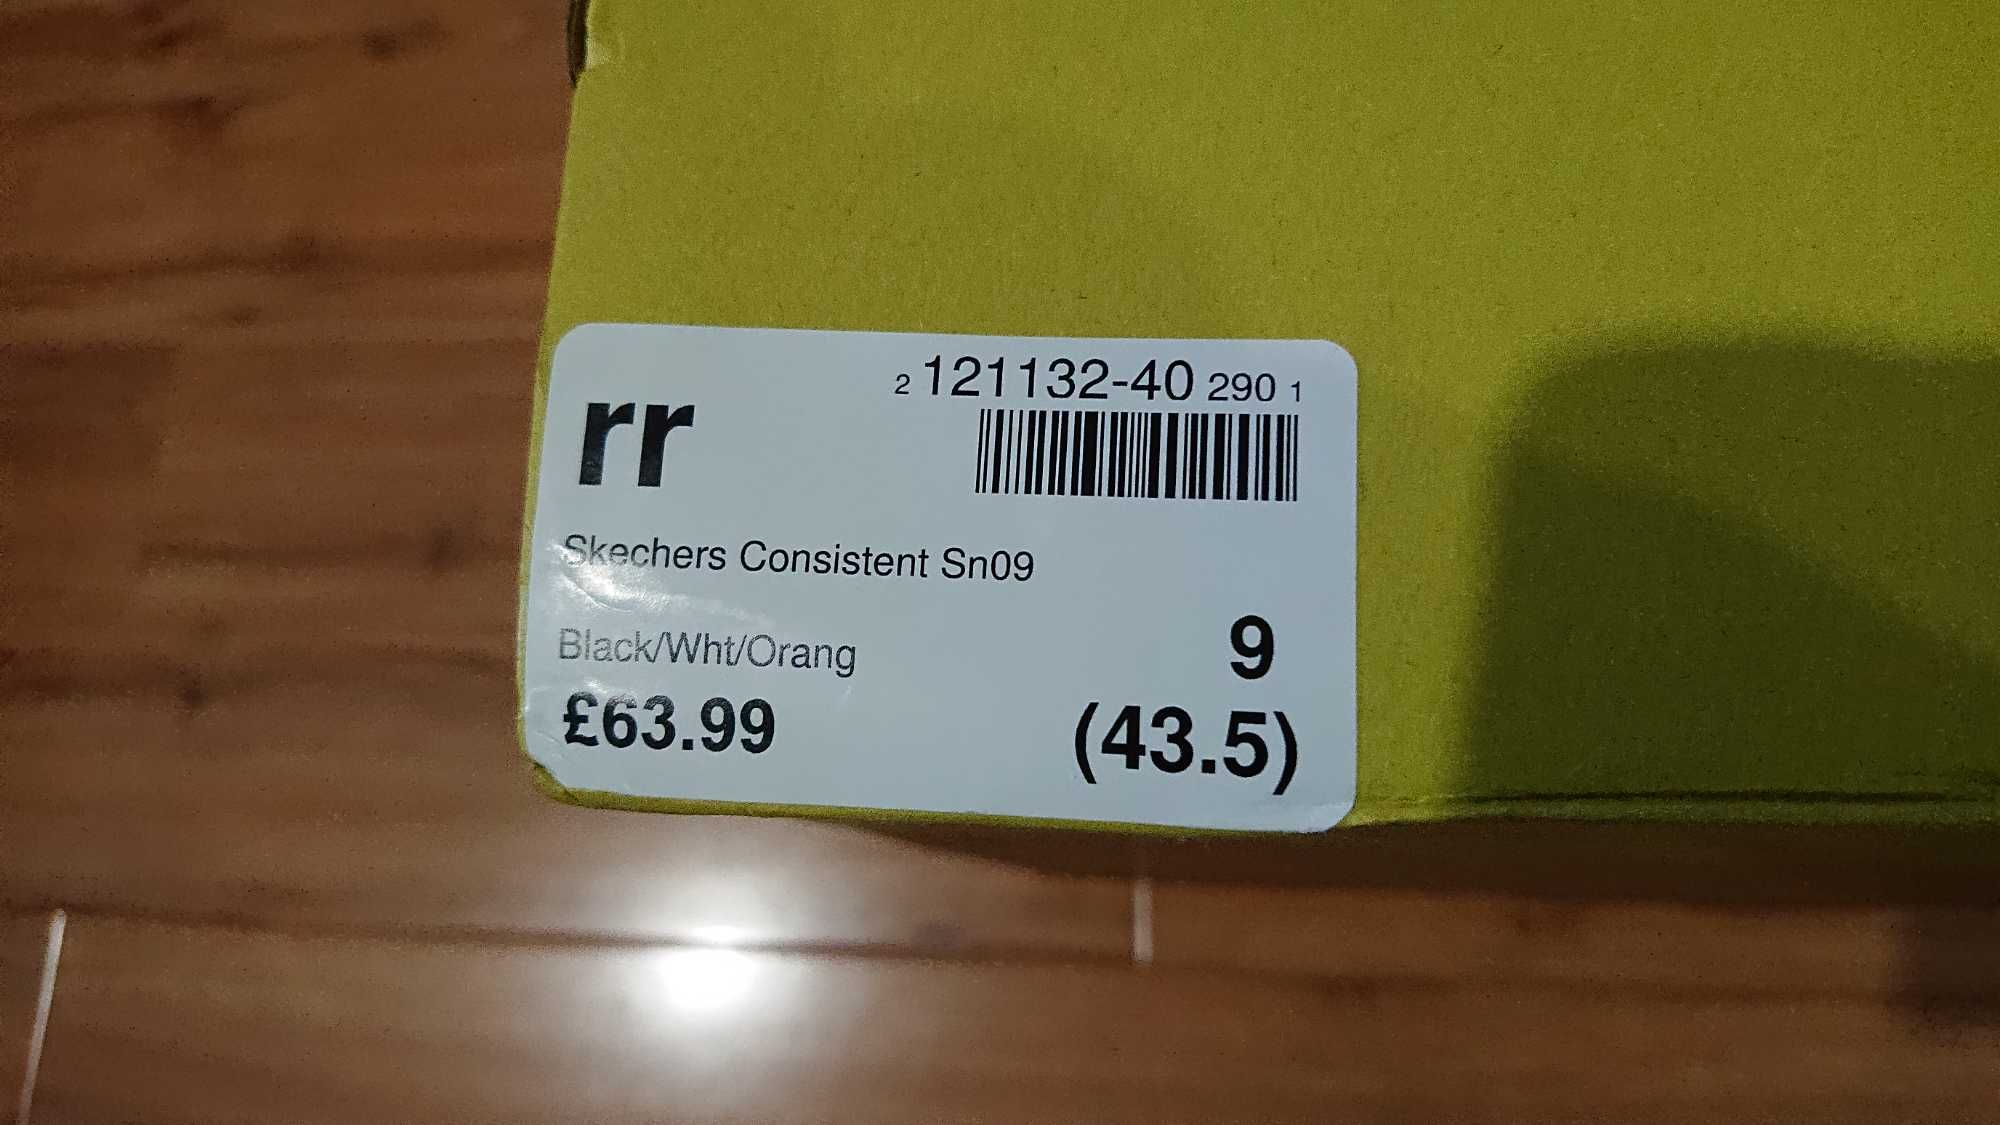 2 121132-40 290 1
rr
Skechers Consistent Sn09
Black/Wht/Orang
9
£63.99
(43.5)